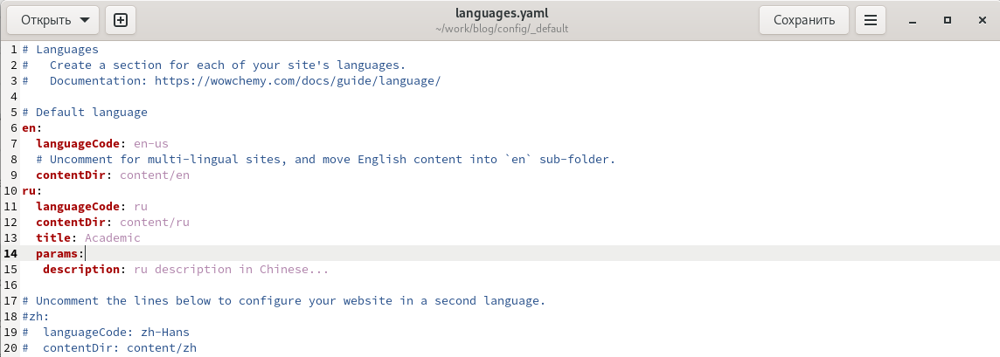 Открыть
languages.yaml
~/work/blog/config/_default
Сохранить
1 # Languages
2 #   Create a section for each of your site's languages.
3 #   Documentation: https://wowchemy.com/docs/guide/language/
4
5 # Default language
6 en:
7   languageCode: en-us
8   # Uncomment for multi-lingual sites, and move English content into `en` sub-folder.
9   contentDir: content/en
10 ru:
11   languageCode: ru
12   contentDir: content/ru
13   title: Academic
14   params:
15    description: ru description in Chinese...
16
17 # Uncomment the lines below to configure your website in a second language.
18 #zh:
19 #  languageCode: zh-Hans
20 #  contentDir: content/zh